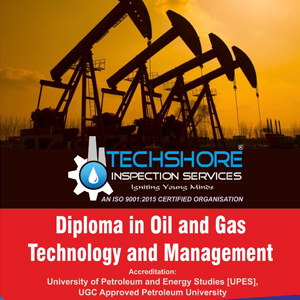 TECHSHORE®
INSPECTION SERVICES
Igniting Young Minds
AN ISO 9001:2015 CERTIFIED ORGANISATION
Diploma in Oil and Gas
Technology and Management
Accreditation:
University of Petroleum and Energy Studies [UPES],
UGC Approved Petroleum University